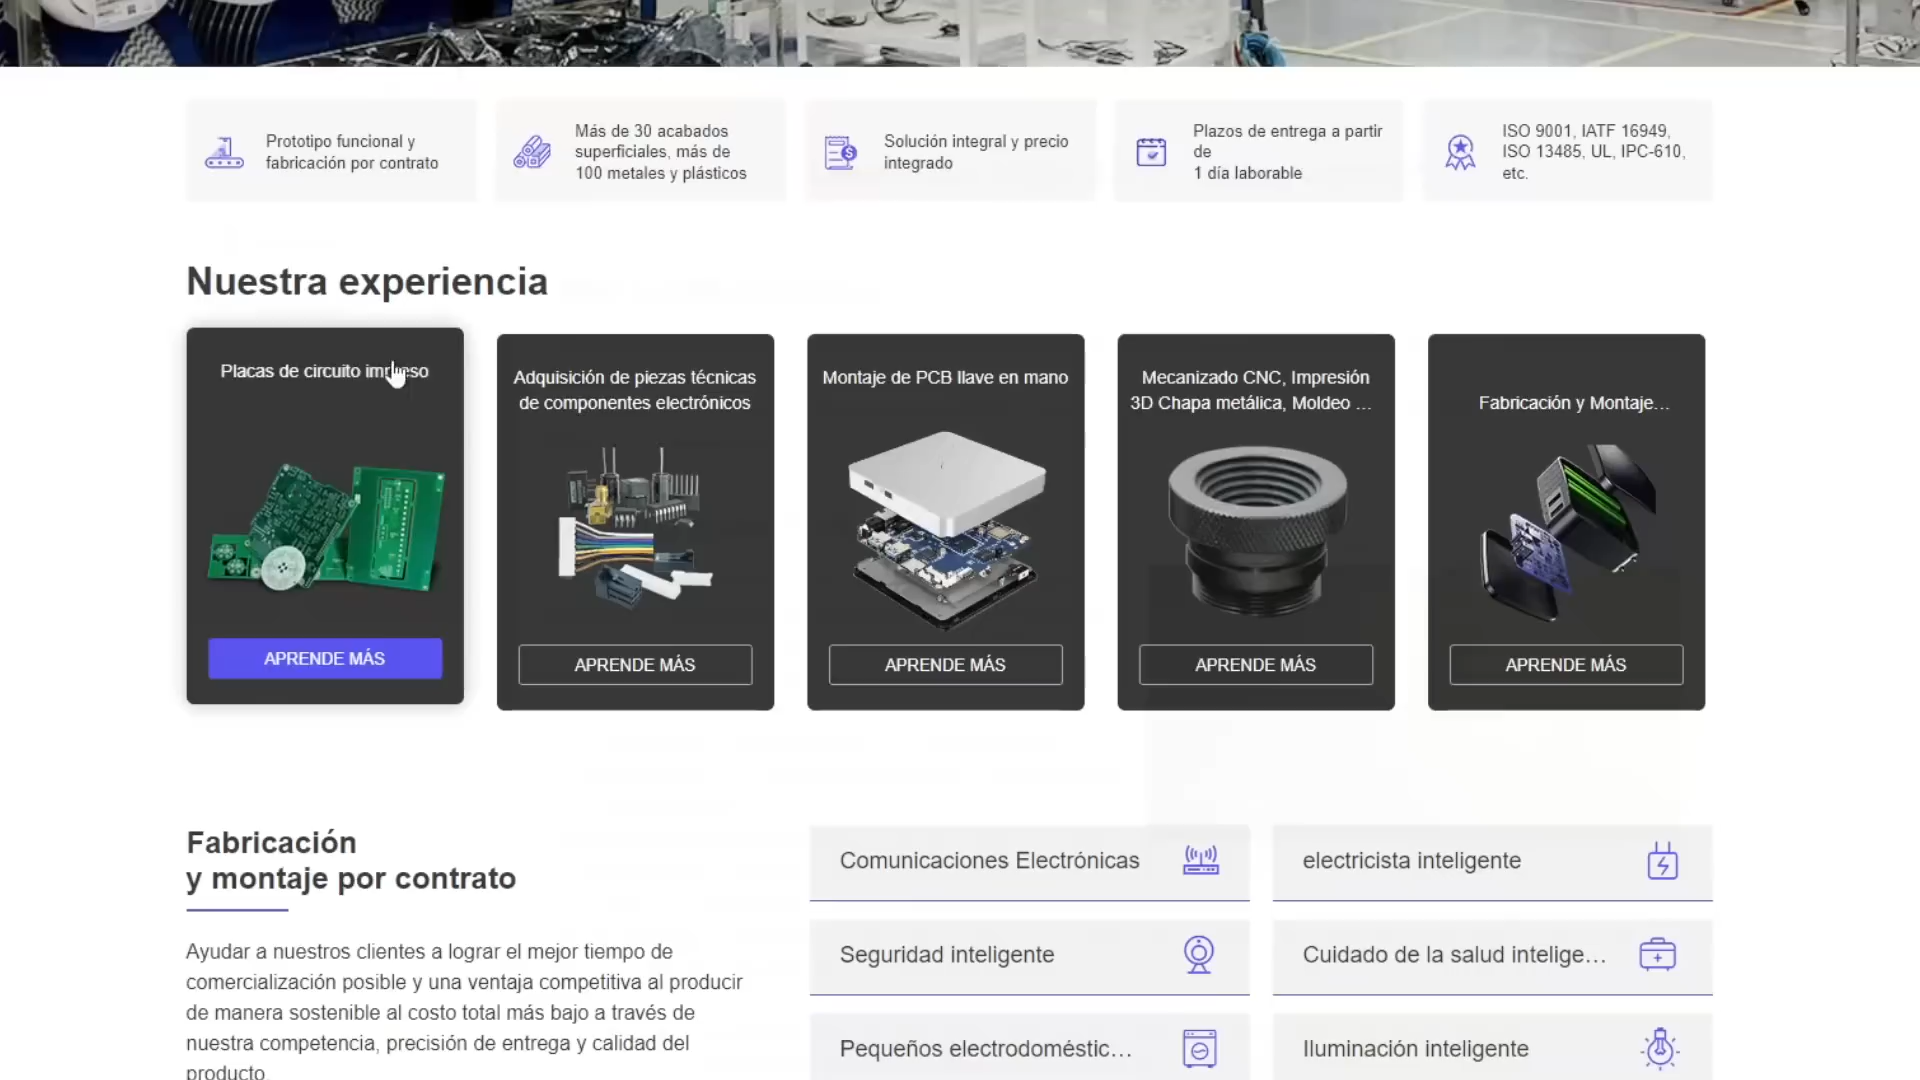 Prototipo funcional y
fabricación por contrato
Más de 30 acabados
superficiales, más de
100 metales y plásticos
Solución integral y precio
integrado
Plazos de entrega a partir
de
1 día laborable
ISO 9001, IATF 16949,
ISO 13485, UL, IPC-610,
etc.
Nuestra experiencia
Placas de circuito impreso
Adquisición de piezas técnicas
de componentes electrónicos
Montaje de PCB llave en mano
Mecanizado CNC, Impresión
3D Chapa metálica, Moldeo ...
Fabricación y Montaje...
APRENDE MÁS
APRENDE MÁS
APRENDE MÁS
APRENDE MÁS
APRENDE MÁS
Fabricación
y montaje por contrato
Ayudar a nuestros clientes a lograr el mejor tiempo de
comercialización posible y una ventaja competitiva al producir
de manera sostenible al costo total más bajo a través de
nuestra competencia, precisión de entrega y calidad del
producto.
Comunicaciones Electrónicas
electricista inteligente
Seguridad inteligente
Cuidado de la salud intelige...
Pequeños electrodoméstic...
Iluminación inteligente